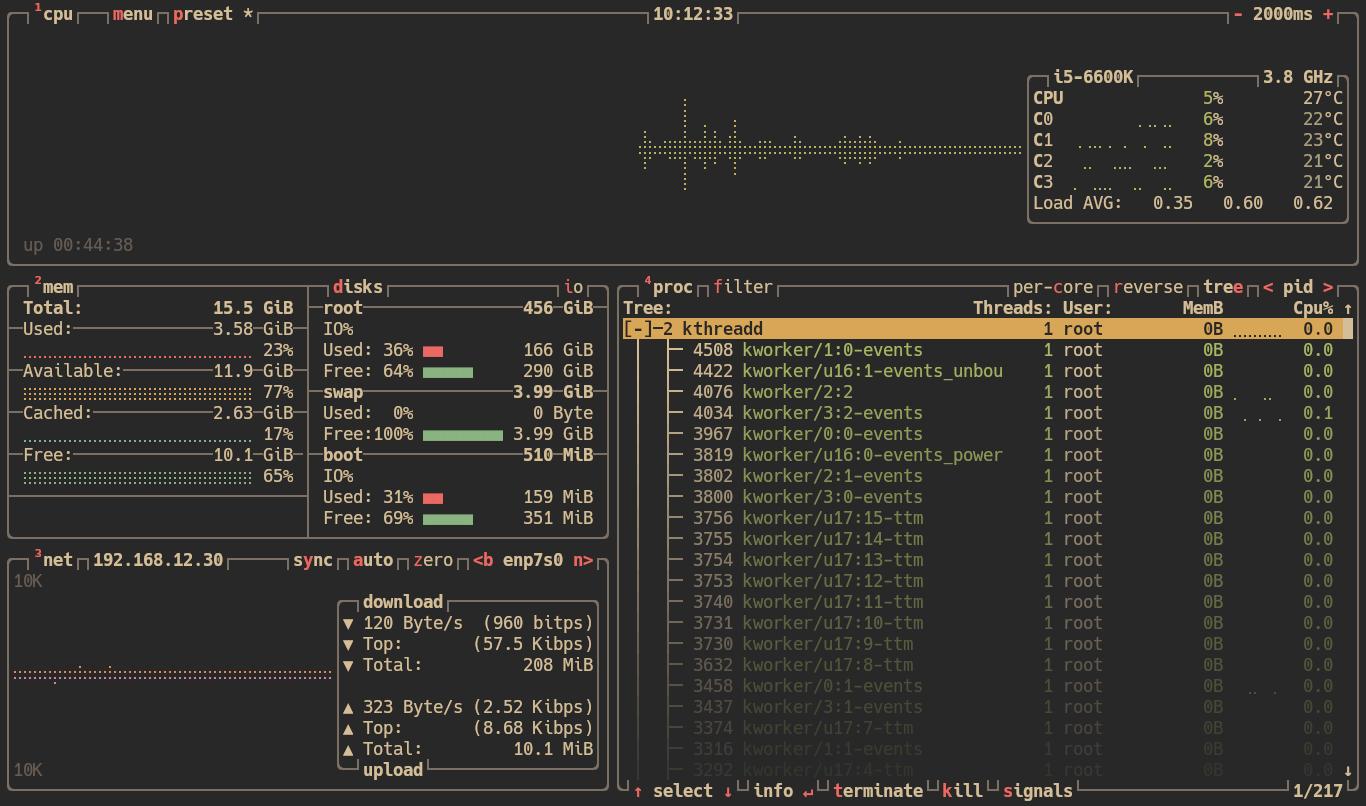 ¹cpu menu preset * 10:12:33 - 2000ms +
i5-6600K 3.8 GHz
CPU 5% 27°C
C0 6% 22°C
C1 8% 23°C
C2 2% 21°C
C3 6% 21°C
Load AVG: 0.35 0.60 0.62
up 00:44:38
²mem
Total: 15.5 GiB
Used: 3.58 GiB
23%
Available: 11.9 GiB
77%
Cached: 2.63 GiB
17%
Free: 10.1 GiB
65%
disks io
root 456 GiB
IO%
Used: 36% 166 GiB
Free: 64% 290 GiB
swap 3.99 GiB
Used: 0% 0 Byte
Free:100% 3.99 GiB
boot 510 MiB
IO%
Used: 31% 159 MiB
Free: 69% 351 MiB
³net 192.168.12.30 sync auto zero <b enp7s0 n>
10K
download
▼ 120 Byte/s (960 bitps)
▼ Top: (57.5 Kibps)
▼ Total: 208 MiB
▲ 323 Byte/s (2.52 Kibps)
▲ Top: (8.68 Kibps)
▲ Total: 10.1 MiB
10K
upload
⁴proc filter per-core reverse tree < pid >
Tree: Threads: User: MemB Cpu% ↑
[-]─2 kthreadd 1 root 0B 0.0
4508 kworker/1:0-events 1 root 0B 0.0
4422 kworker/u16:1-events_unbou 1 root 0B 0.0
4076 kworker/2:2 1 root 0B 0.0
4034 kworker/3:2-events 1 root 0B 0.1
3967 kworker/0:0-events 1 root 0B 0.0
3819 kworker/u16:0-events_power 1 root 0B 0.0
3802 kworker/2:1-events 1 root 0B 0.0
3800 kworker/3:0-events 1 root 0B 0.0
3756 kworker/u17:15-ttm 1 root 0B 0.0
3755 kworker/u17:14-ttm 1 root 0B 0.0
3754 kworker/u17:13-ttm 1 root 0B 0.0
3753 kworker/u17:12-ttm 1 root 0B 0.0
3740 kworker/u17:11-ttm 1 root 0B 0.0
3731 kworker/u17:10-ttm 1 root 0B 0.0
3730 kworker/u17:9-ttm 1 root 0B 0.0
3632 kworker/u17:8-ttm 1 root 0B 0.0
3458 kworker/0:1-events 1 root 0B 0.0
3437 kworker/3:1-events 1 root 0B 0.0
3374 kworker/u17:7-ttm 1 root 0B 0.0
3316 kworker/1:1-events 1 root 0B 0.0
3292 kworker/u17:4-ttm 1 root 0B 0.0 ↓
↑ select ↓ info ↵ terminate kill signals 1/217